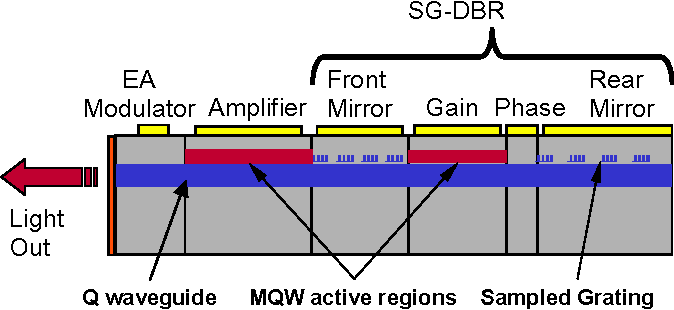 SG-DBR
EA
Modulator
Amplifier
Front
Mirror
Gain
Phase
Rear
Mirror
Light
Out
Q waveguide
MQW active regions
Sampled Grating